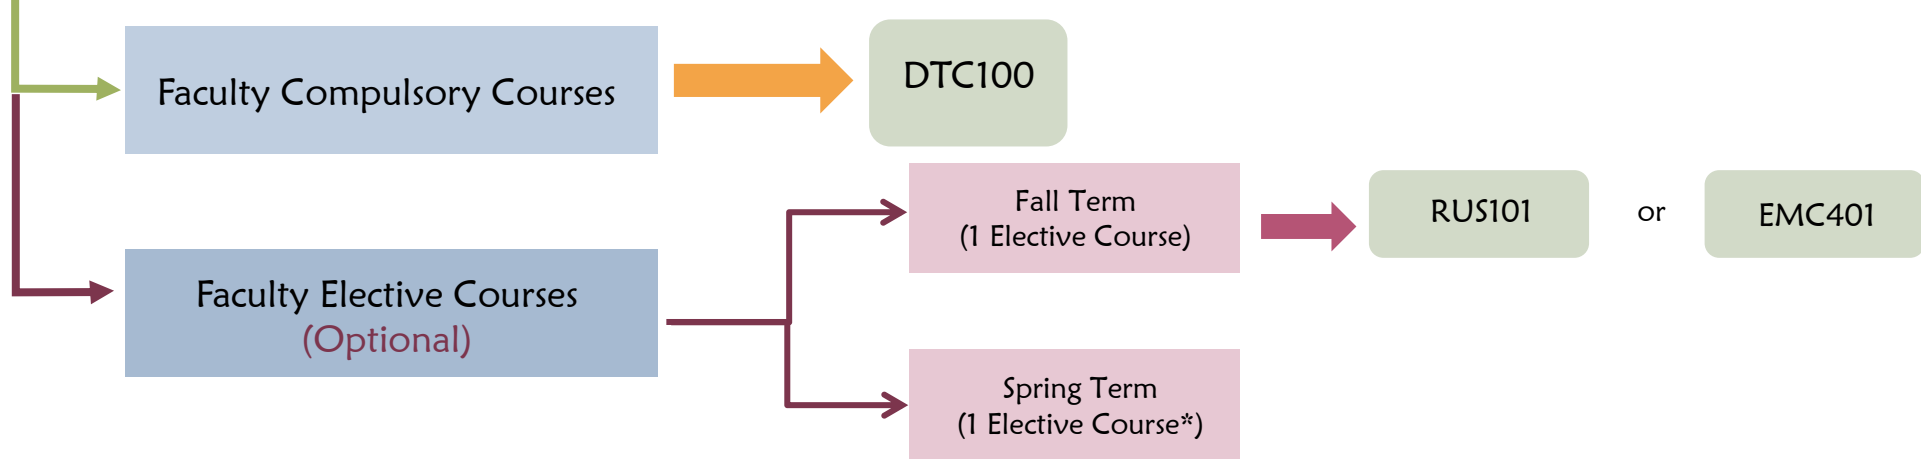 Faculty Compulsory Courses
DTC100
Faculty Elective Courses
(Optional)
Fall Term
(1 Elective Course)
RUS101
or
EMC401
Spring Term
(1 Elective Course*)